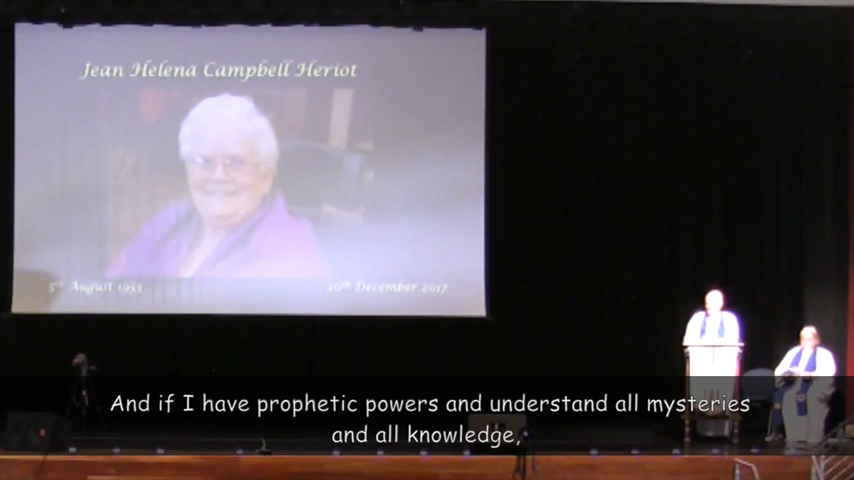 Jean Helena Campbell Heriot
5th August 1933
20th December 2017
And if I have prophetic powers and understand all mysteries
and all knowledge,